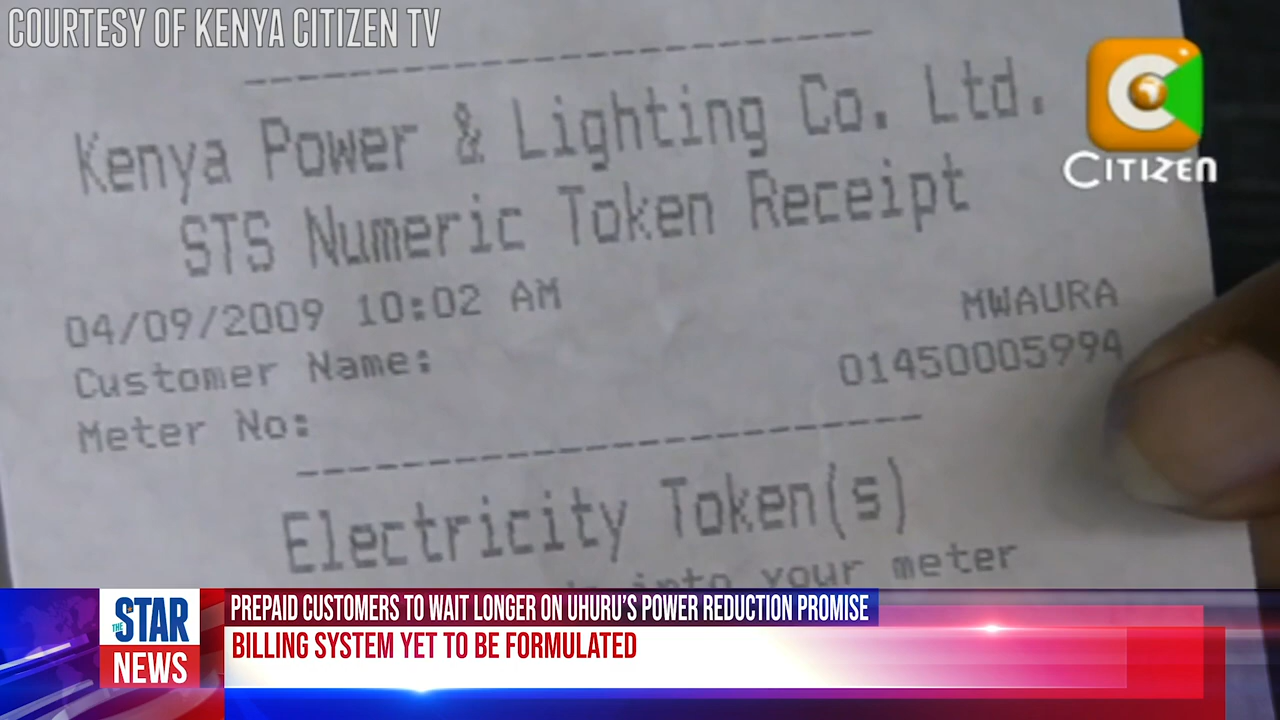 COURTESY OF KENYA CITIZEN TV
CITIZEN
Kenya Power & Lighting Co. Ltd.
STS Numeric Token Receipt
04/09/2009 10:02 AM
Customer Name: MWAURA
Meter No: 01450005994
Electricity Token(s)
into your meter
THE STAR NEWS
PREPAID CUSTOMERS TO WAIT LONGER ON UHURU'S POWER REDUCTION PROMISE
BILLING SYSTEM YET TO BE FORMULATED